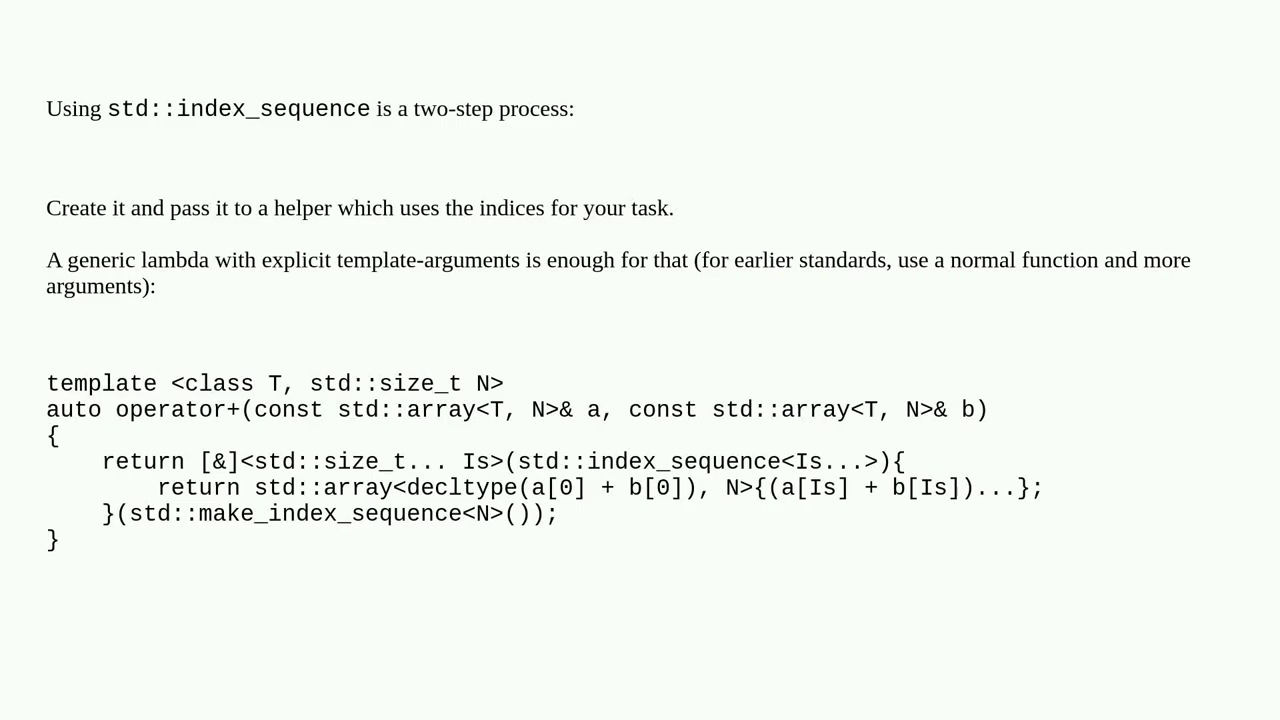 Using std::index_sequence is a two-step process:
Create it and pass it to a helper which uses the indices for your task.
A generic lambda with explicit template-arguments is enough for that (for earlier standards, use a normal function and more
arguments):
template <class T, std::size_t N>
auto operator+(const std::array<T, N>& a, const std::array<T, N>& b)
{
    return [&]<std::size_t... Is>(std::index_sequence<Is...>){
        return std::array<decltype(a[0] + b[0]), N>{(a[Is] + b[Is])...};
    }(std::make_index_sequence<N>());
}